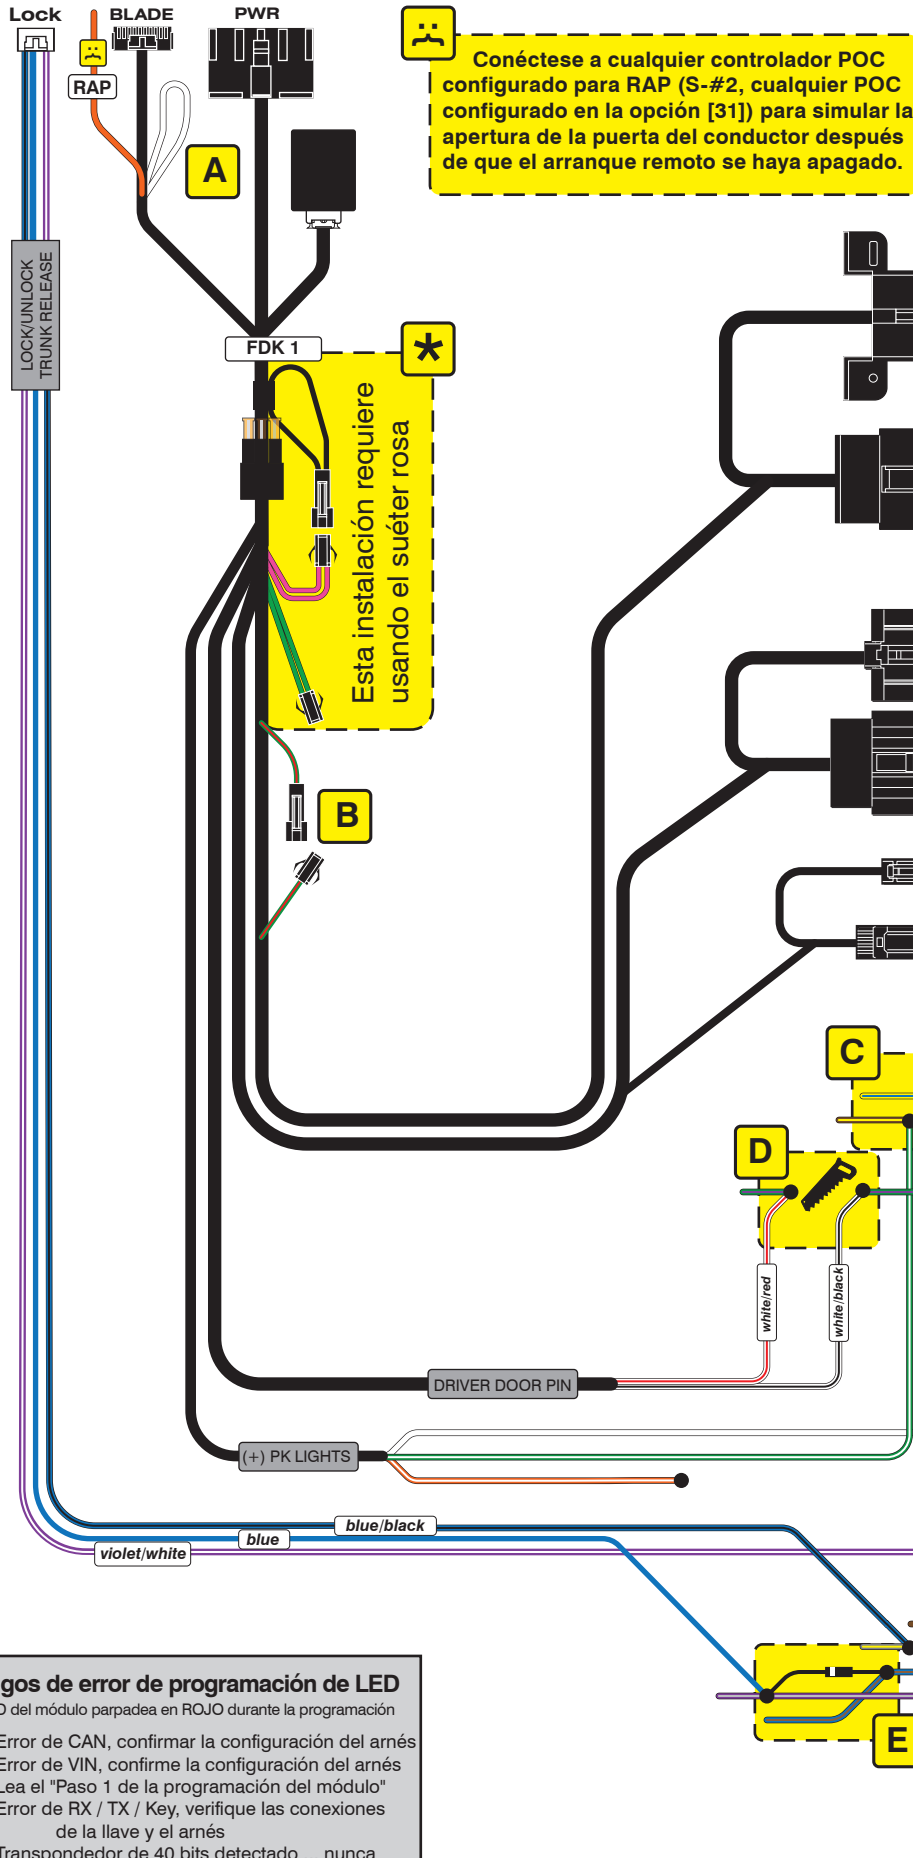 Lock
BLADE
PWR
RAP
A
Conéctese a cualquier controlador POC
configurado para RAP (S-#2, cualquier POC
configurado en la opción [31]) para simular la
apertura de la puerta del conductor después
de que el arranque remoto se haya apagado.
LOCK/UNLOCK
TRUNK RELEASE
FDK 1
*
Esta instalación requiere
usando el suéter rosa
B
C
D
white/red
white/black
DRIVER DOOR PIN
(+) PK LIGHTS
blue/black
blue
violet/white
E
gos de error de programación de LED
D del módulo parpadea en ROJO durante la programación
Error de CAN, confirmar la configuración del arnés
Error de VIN, confirme la configuración del arnés
Lea el "Paso 1 de la programación del módulo"
Error de RX / TX / Key, verifique las conexiones
de la llave y el arnés
Transpondedor de 40 bits detectado ... nunca